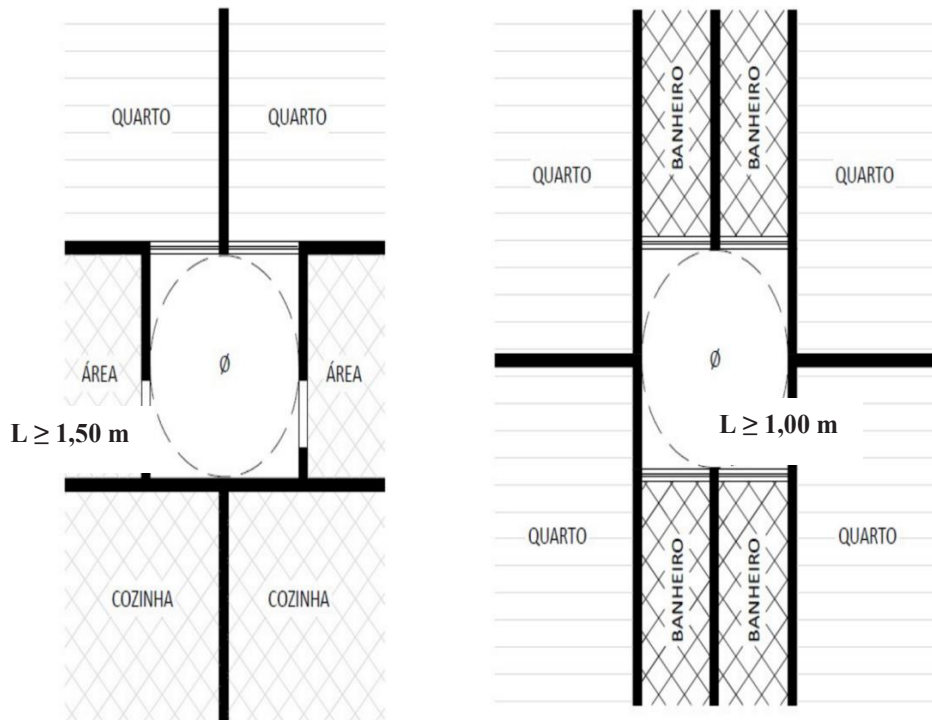 QUARTO
QUARTO
ÁREA
Ø
ÁREA
L ≥ 1,50 m
COZINHA
COZINHA
BANHEIRO
BANHEIRO
QUARTO
QUARTO
Ø
L ≥ 1,00 m
QUARTO
QUARTO
BANHEIRO
BANHEIRO